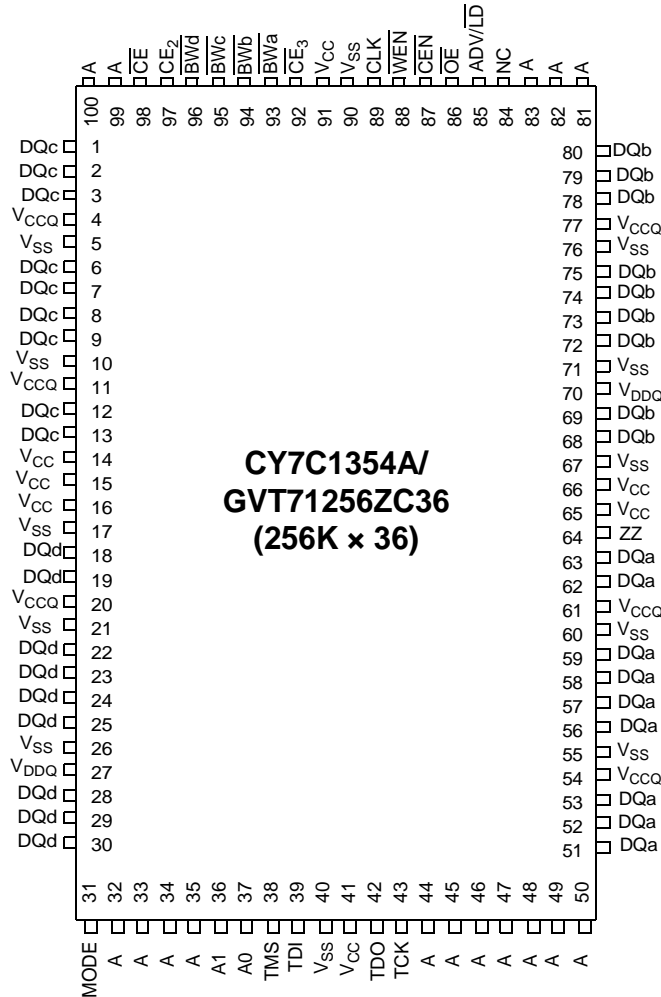 A A CE CE2 BWd BWc BWb BWa CE3 VCC VSS CLK WEN CEN OE ADV/LD NC A A A
100 99 98 97 96 95 94 93 92 91 90 89 88 87 86 85 84 83 82 81
DQc 1 80 DQb
DQc 2 79 DQb
DQc 3 78 DQb
VCCQ 4 77 VCCQ
VSS 5 76 VSS
DQc 6 75 DQb
DQc 7 74 DQb
DQc 8 73 DQb
DQc 9 72 DQb
VSS 10 71 VSS
VCCQ 11 70 VDDQ
DQc 12 69 DQb
DQc 13 68 DQb
VCC 14 67 VSS
VCC 15 66 VCC
VCC 16 65 VCC
VSS 17 64 ZZ
DQd 18 63 DQa
DQd 19 62 DQa
VCCQ 20 61 VCCQ
VSS 21 60 VSS
DQd 22 59 DQa
DQd 23 58 DQa
DQd 24 57 DQa
DQd 25 56 DQa
VSS 26 55 VSS
VDDQ 27 54 VCCQ
DQd 28 53 DQa
DQd 29 52 DQa
DQd 30 51 DQa
CY7C1354A/
GVT71256ZC36
(256K × 36)
31 32 33 34 35 36 37 38 39 40 41 42 43 44 45 46 47 48 49 50
MODE A A A A A1 A0 TMS TDI VSS VCC TDO TCK A A A A A A A